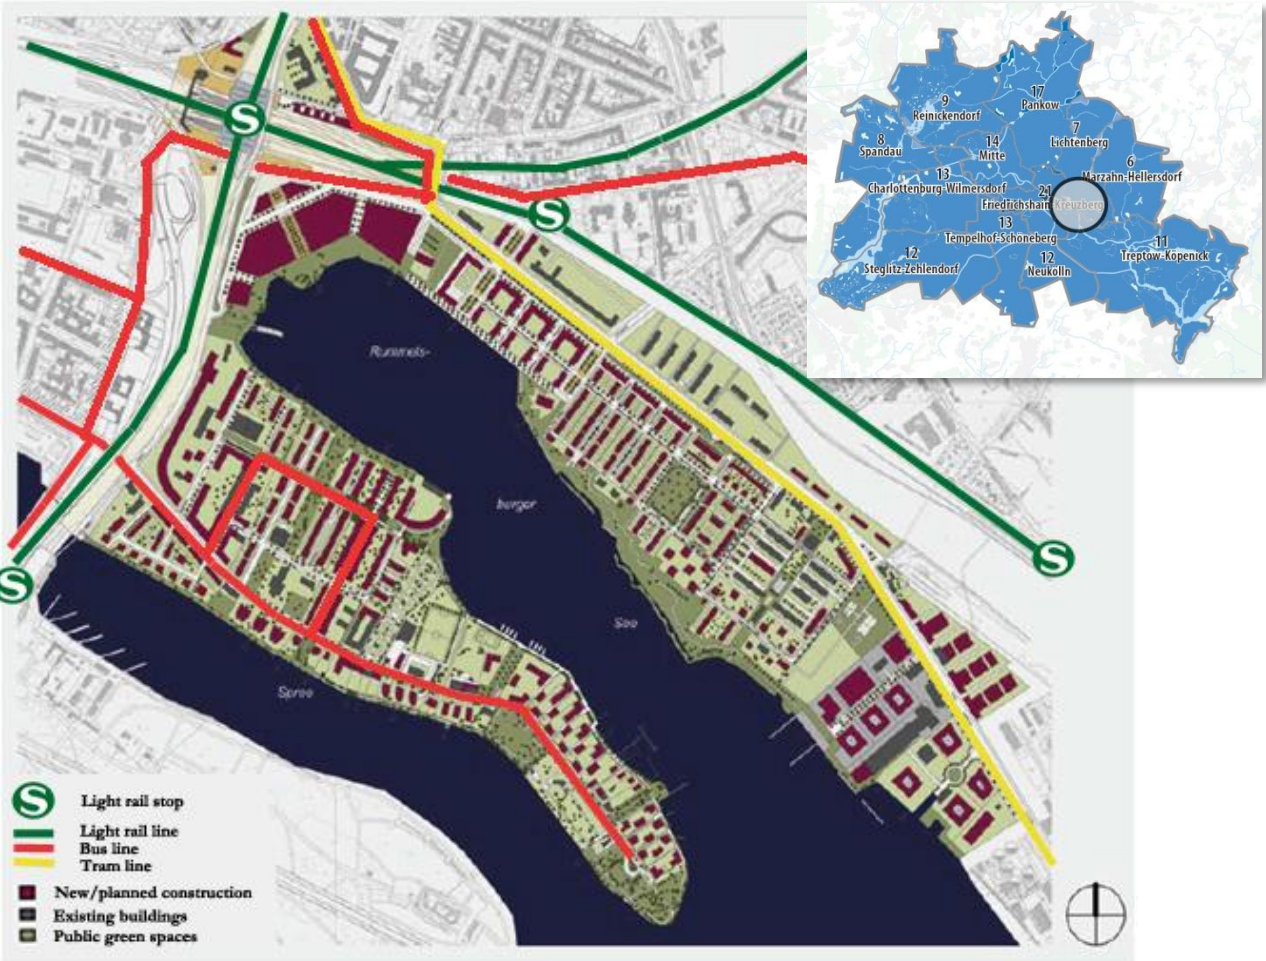 S
S
S
S
Rummels-
burger
See
Spree
S Light rail stop
Light rail line
Bus line
Tram line
New/planned construction
Existing buildings
Public green spaces
17
Pankow
9
Reinickendorf
7
Lichtenberg
8
Spandau
14
Mitte
6
Marzahn-Hellersdorf
13
Charlottenburg-Wilmersdorf
21
Friedrichshain Kreuzberg
13
Tempelhof-Schöneberg
11
Treptow-Kopenick
12
Steglitz-Zehlendorf
12
Neukölln